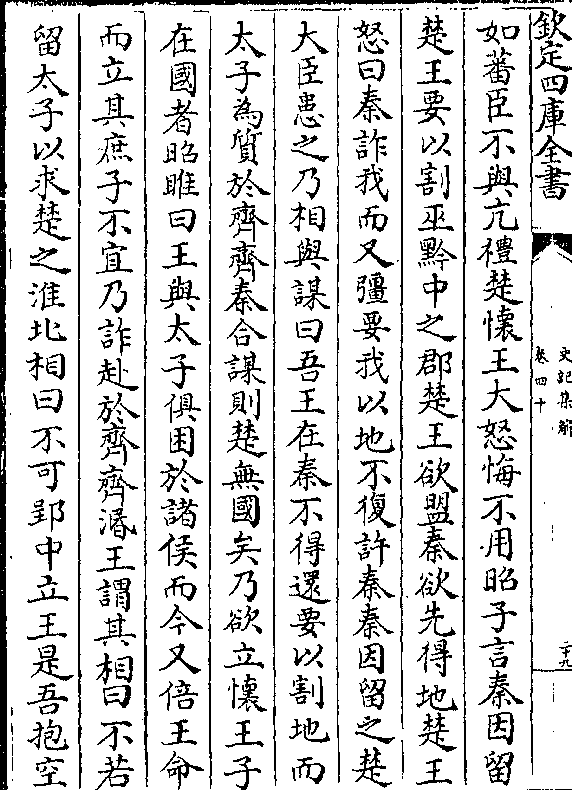 欽定四庫全書
史記集解
卷四十
二十九
如蕃臣不與亢禮楚懷王大怒悔不用昭子言秦因留
楚王要以割巫黔中之郡楚王欲盟秦欲先得地楚王
怒曰秦詐我而又彊要我以地不復許秦秦因留之楚
大臣患之乃相與謀曰吾王在秦不得還要以割地而
太子為質於齊齊秦合謀則楚無國矣乃欲立懷王子
在國者昭睢曰王與太子俱困於諸侯而今又倍王命
而立其庶子不宜乃詐赴於齊齊湣王謂其相曰不若
留太子以求楚之淮北相曰不可郢中立王是吾抱空